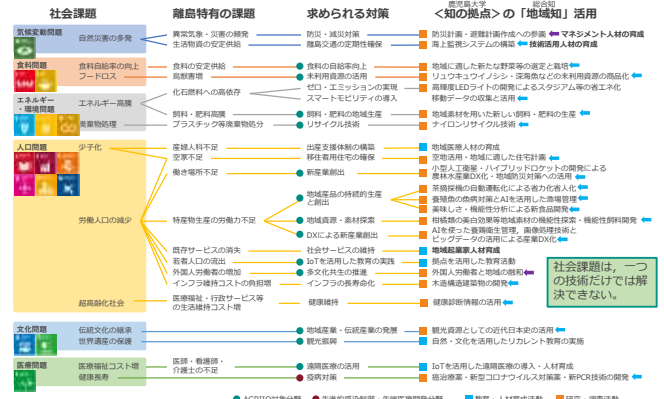 社会課題
離島特有の課題
求められる対策
鹿児島大学 総合知
＜知の拠点＞の「地域知」活用
気候変動問題
自然災害の多発
異常気象・災害の頻発
防災・減災対策
防災計画・避難計画作成への参画
マネジメント人材の育成
生活物資の安定供給
離島交通の定期性確保
海上監視システムの構築
技術活用人材の育成
食料問題
食料自給率の向上
食料の安定供給
食料の自給率向上
地域に適した新たな野菜等の選定と栽培
フードロス
鳥獣害増
未利用資源の活用
リュウキュウイノシシ・深海魚などの未利用資源の商品化
エネルギー・環境問題
エネルギー高騰
化石燃料への高依存
ゼロ・エミッションの実現
高輝度LEDライトの開発によるスタジアム等の省エネ化
スマートモビリティの導入
移動データの収集と活用
飼料・肥料高騰
飼料・肥料の地域生産
地域素材を用いた新しい飼料・肥料の生産
廃棄物処理
プラスチック等廃棄物処分
リサイクル技術
ナイロンリサイクル技術
人口問題
少子化
産婦人科不足
出産支援体制の構築
地域医療人材の育成
空家不足
移住者用住宅の確保
空地活用・地域に適した住宅計画
働き場所不足
新産業創出
小型人工衛星・ハイブリッドロケットの開発による
農林水産業DX化・地域防災対策への活用
労働人口の減少
特産物生産の労働力不足
地域産品の持続的生産
と創出
茶摘採機の自動運転化による省力化省人化
養殖魚の魚病対策とAIを活用した漁場管理
美味しさ・機能性分析による新食品開発
地域資源・素材探索
柑橘類の美白効果等地域素材の機能性探索・機能性飼料開発
DXによる新産業創出
AIを使った養鶏衛生管理，画像処理技術と
ビッグデータの活用による産業DX化
既存サービスの消失
社会サービスの維持
地域起業家人材育成
若者人口の流出
IoTを活用した教育の実践
拠点を活用した教育活動
外国人労働者の増加
多文化共生の推進
外国人労働者と地域の融和
インフラ維持コストの負担増
インフラの長寿命化
木造構造建築物の開発
社会課題は，一つ
の技術だけでは解
決できない。
超高齢化社会
医療福祉・行政サービス等
の生活維持コスト増
健康維持
健康診断情報の活用
文化問題
伝統文化の継承
地域産業・伝統産業の発展
観光資源としての近代日本史の活用
世界遺産の保護
観光振興
自然・文化を活用したリカレント教育の実施
医療問題
医療福祉コスト増
医師・看護師・
介護士の不足
遠隔医療の活用
IoTを活用した遠隔医療の導入・人材育成
健康長寿
疫病対策
癌治療薬・新型コロナウイルス対策薬・新PCR技術の開発